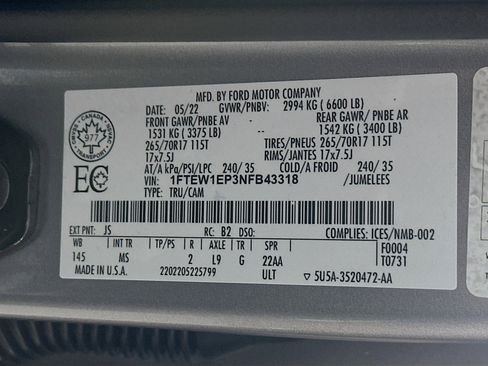 MFD. BY FORD MOTOR COMPANY
DATE: 05/22 GVWR/PNBV: 2994 KG ( 6600 LB)
FRONT GAWR/PNBE AV REAR GAWR/ PNBE AR
1531 KG ( 3375 LB) 1542 KG ( 3400 LB)
265/70R17 115T TIRES/PNEUS 265/70R17 115T
17x7.5J RIMS/JANTES 17x7.5J
AT/A kPa/PSI/LPC 240/ 35 COLD/A FROID 240/ 35
VIN: 1FTEW1EP3NFB43318 /JUMELEES
TYPE: TRU/CAM
CANADA
977
TRANSPORT
EC
EXT PNT: JS RC: B2 DSO: COMPLIES: ICES/NMB-002
WB INT TR TP/PS R AXLE TR SPR F0004
145 MS 2 L9 G 22AA T0731
MADE IN U.S.A. 2202205225799 ULT 5U5A-3520472-AA